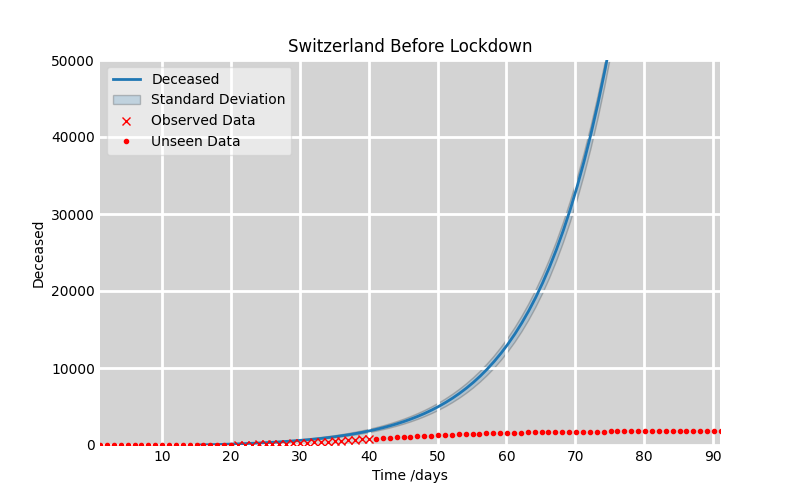 Switzerland Before Lockdown
50000
40000
30000
20000
10000
0
Deceased
Deceased
Standard Deviation
Observed Data
Unseen Data
10 20 30 40 50 60 70 80 90
Time /days